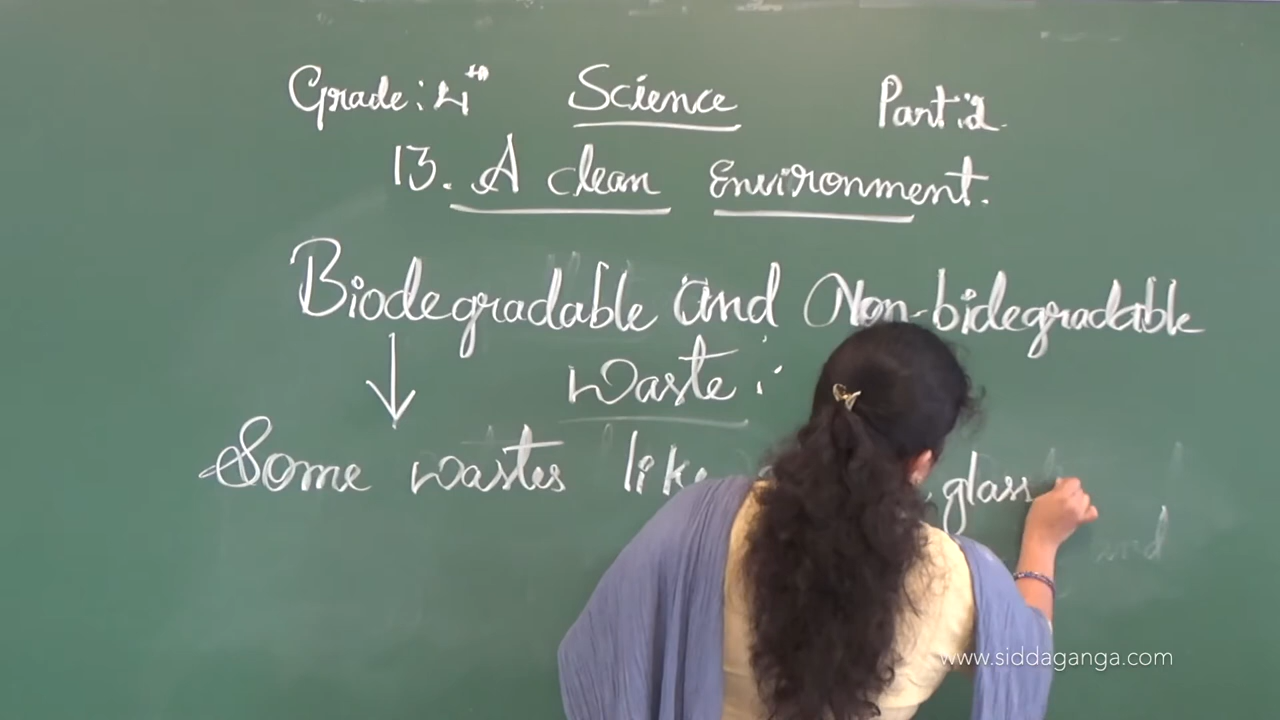 Grade: 4th Science Part: 2.
13. A clean Environment.
Biodegradable and Non-bidegradable
Waste :
Some wastes like glass
and
www.siddaganga.com